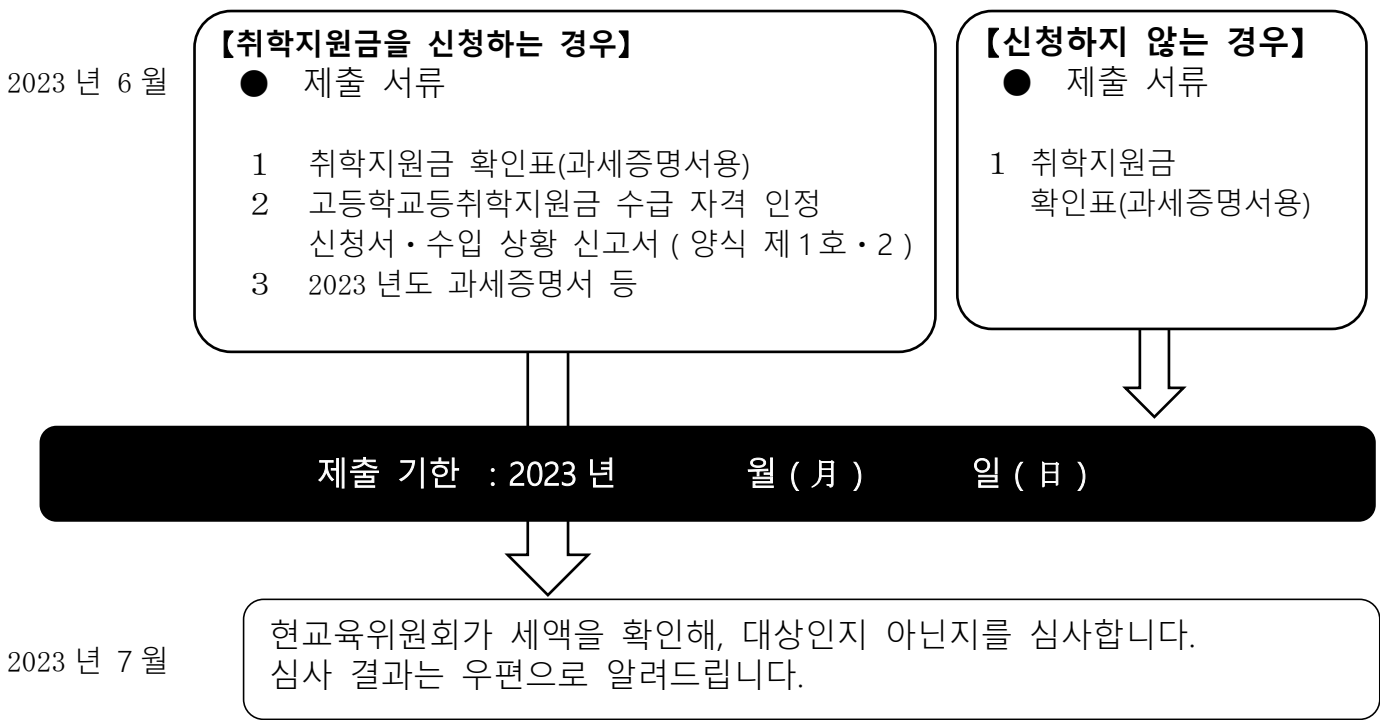 2023 년 6 월
【취학지원금을 신청하는 경우】
● 제출 서류
1 취학지원금 확인표(과세증명서용)
2 고등학교등취학지원금 수급 자격 인정
신청서・수입 상황 신고서 ( 양식 제1호・2 )
3 2023 년도 과세증명서 등
【신청하지 않는 경우】
● 제출 서류
1 취학지원금
확인표(과세증명서용)
제출 기한 : 2023 년 월 ( 月 ) 일 ( 日 )
2023 년 7 월
현교육위원회가 세액을 확인해, 대상인지 아닌지를 심사합니다.
심사 결과는 우편으로 알려드립니다.